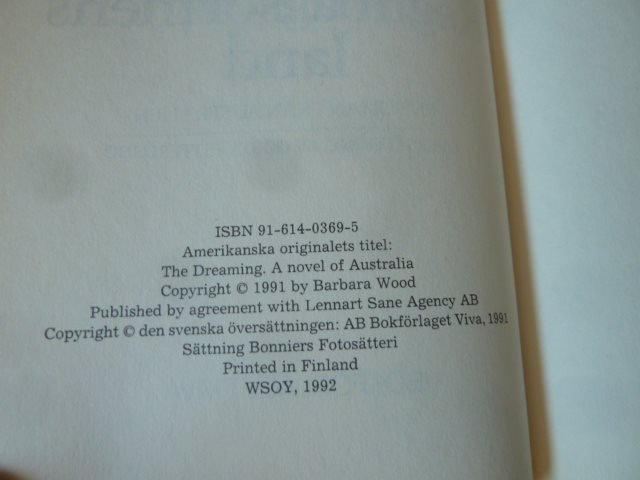 ISBN 91-614-0369-5
Amerikanska originalets titel:
The Dreaming. A novel of Australia
Copyright © 1991 by Barbara Wood
Published by agreement with Lennart Sane Agency AB
Copyright © den svenska översättningen: AB Bokförlaget Viva, 1991
Sättning Bonniers Fotosätteri
Printed in Finland
WSOY, 1992